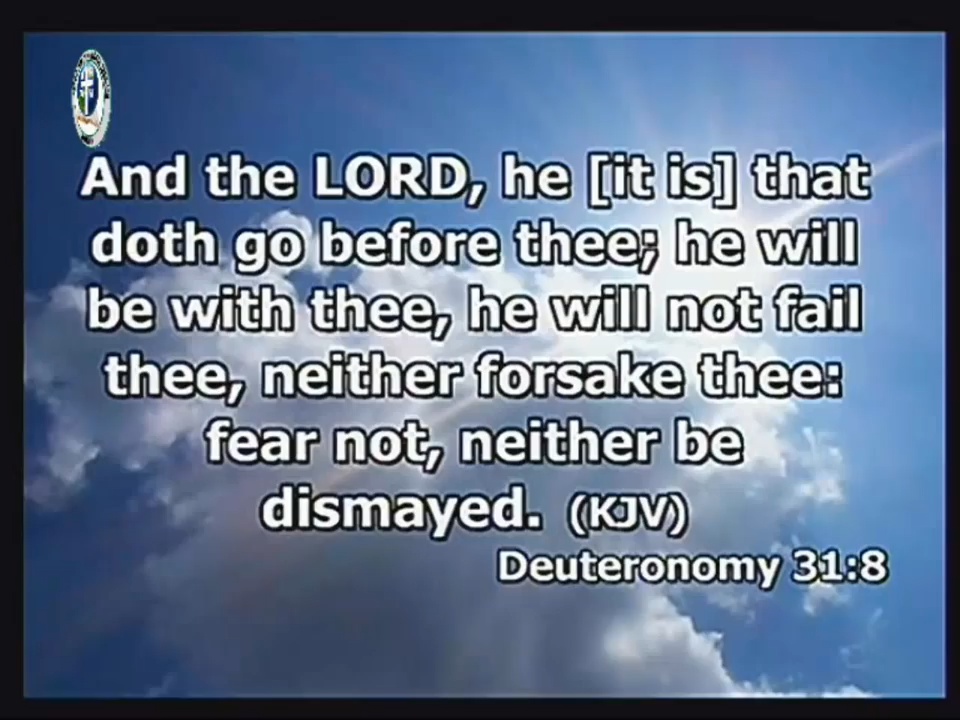 And the LORD, he [it is] that
doth go before thee; he will
be with thee, he will not fail
thee, neither forsake thee:
fear not, neither be
dismayed. (KJV)
Deuteronomy 31:8